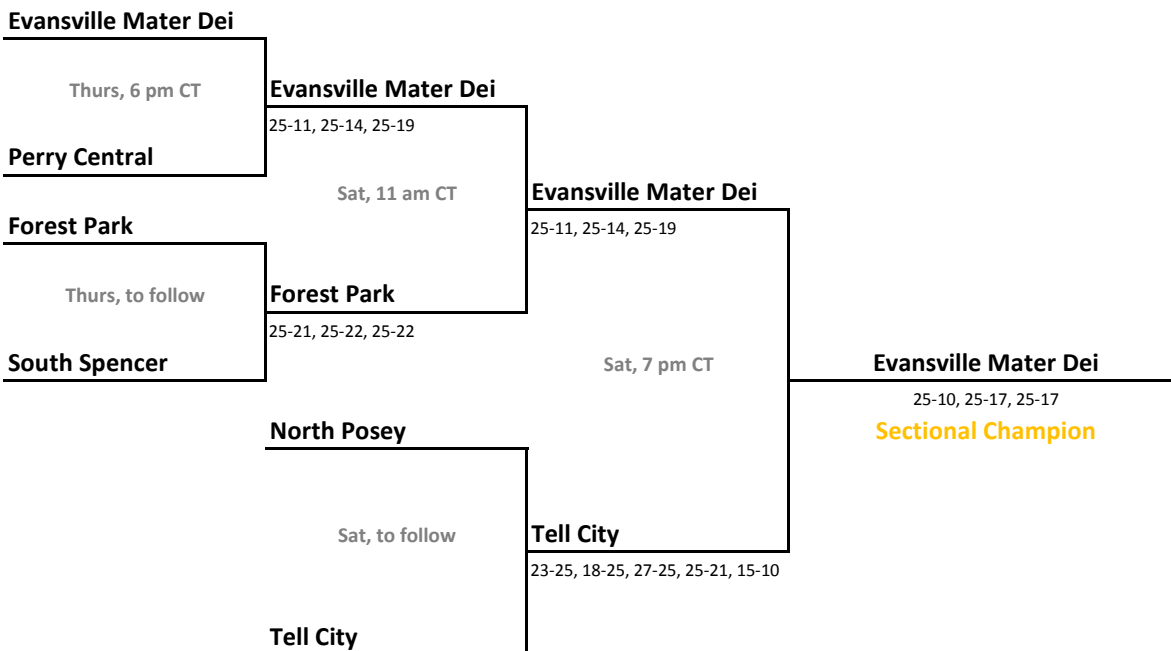 Evansville Mater Dei
Thurs, 6 pm CT
Evansville Mater Dei
25-11, 25-14, 25-19
Perry Central
Sat, 11 am CT
Evansville Mater Dei
Forest Park
25-11, 25-14, 25-19
Thurs, to follow
Forest Park
25-21, 25-22, 25-22
South Spencer
Sat, 7 pm CT
Evansville Mater Dei
25-10, 25-17, 25-17
North Posey
Sectional Champion
Sat, to follow
Tell City
23-25, 18-25, 27-25, 25-21, 15-10
Tell City